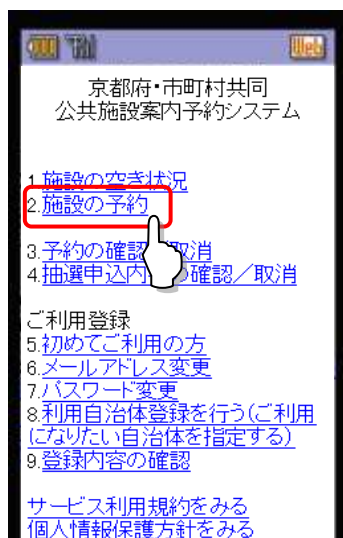 Web
京都府・市町村共同
公共施設案内予約システム
1.施設の空き状況
2.施設の予約
3.予約の確認／取消
4.抽選申込内 の確認／取消
ご利用登録
5.初めてご利用の方
6.メールアドレス変更
7.パスワード変更
8.利用自治体登録を行う(ご利用
になりたい自治体を指定する)
9.登録内容の確認
サービス利用規約をみる
個人情報保護方針をみる